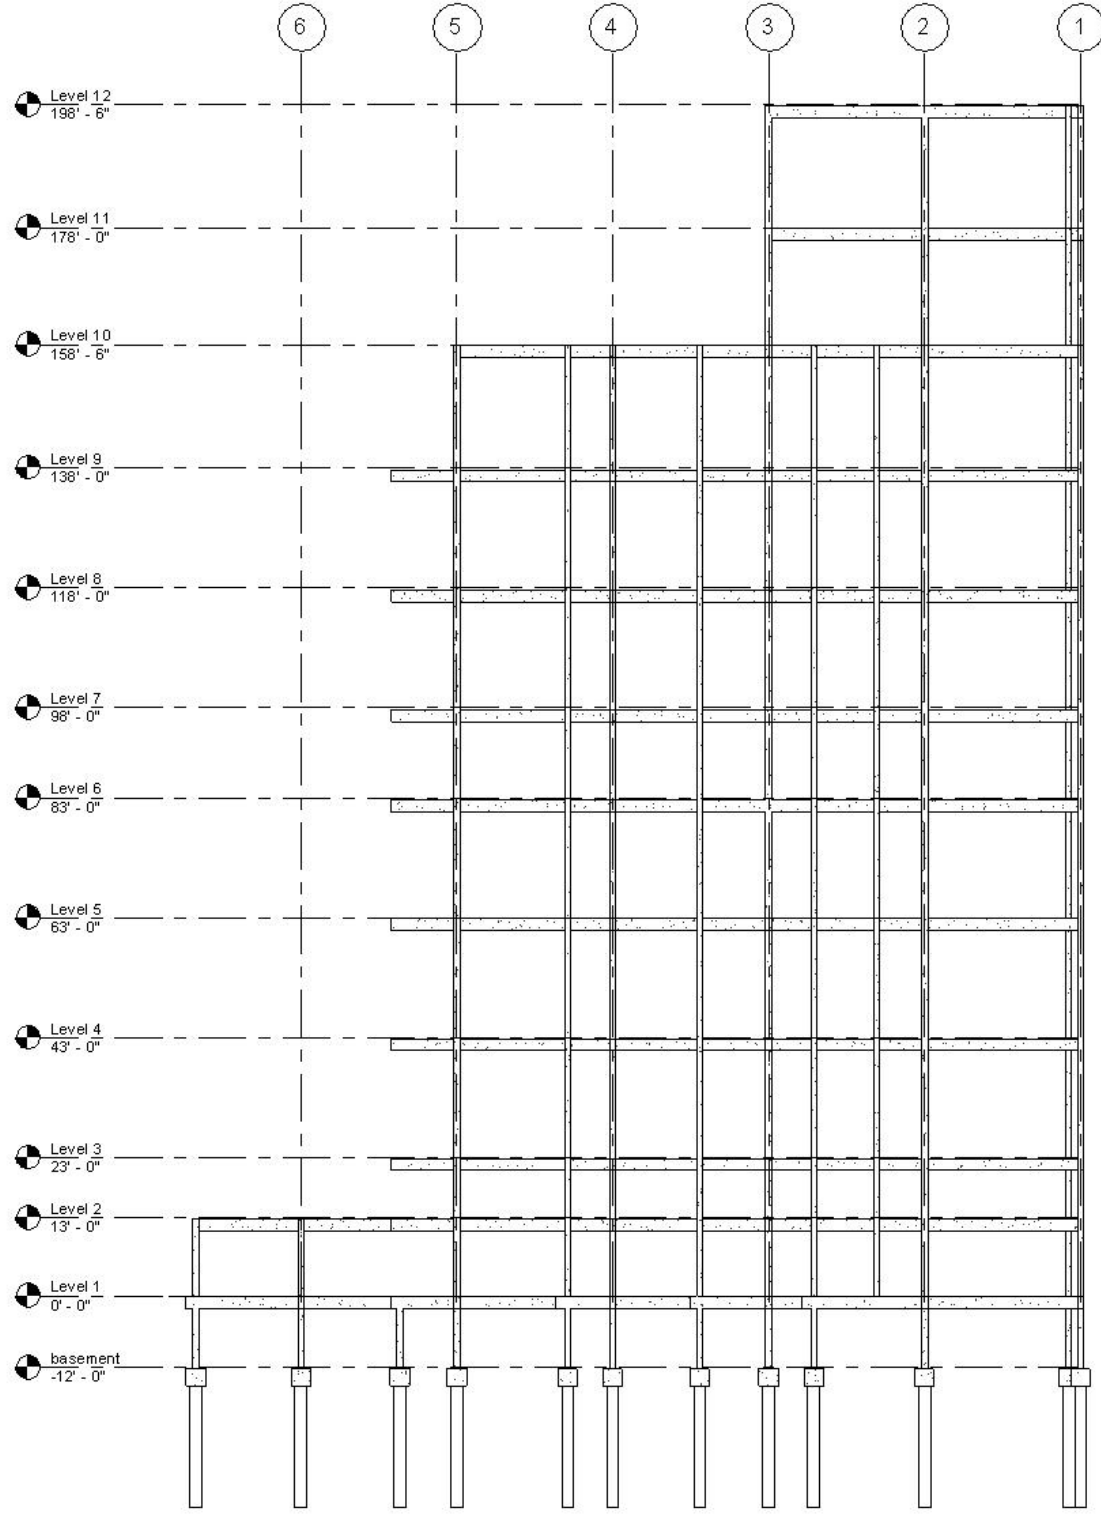 6 5 4 3 2 1
Level 12
198' - 6"
Level 11
178' - 0"
Level 10
158' - 6"
Level 9
138' - 0"
Level 8
118' - 0"
Level 7
98' - 0"
Level 6
83' - 0"
Level 5
63' - 0"
Level 4
43' - 0"
Level 3
23' - 0"
Level 2
13' - 0"
Level 1
0' - 0"
basement
-12' - 0"